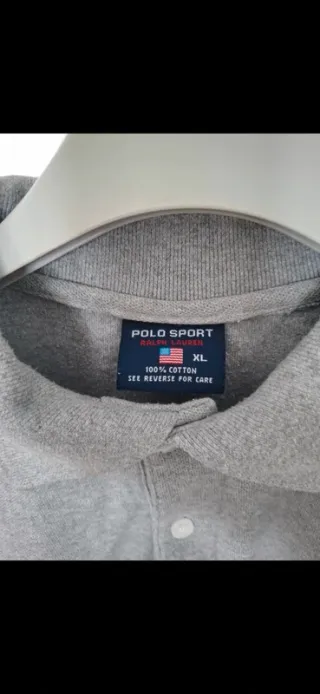 POLO SPORT
RALPH LAUREN
XL
100% COTTON
SEE REVERSE FOR CARE